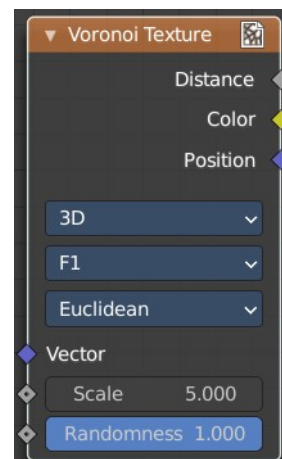 Voronoi Texture
Distance
Color
Position
3D
F1
Euclidean
Vector
Scale 5.000
Randomness 1.000